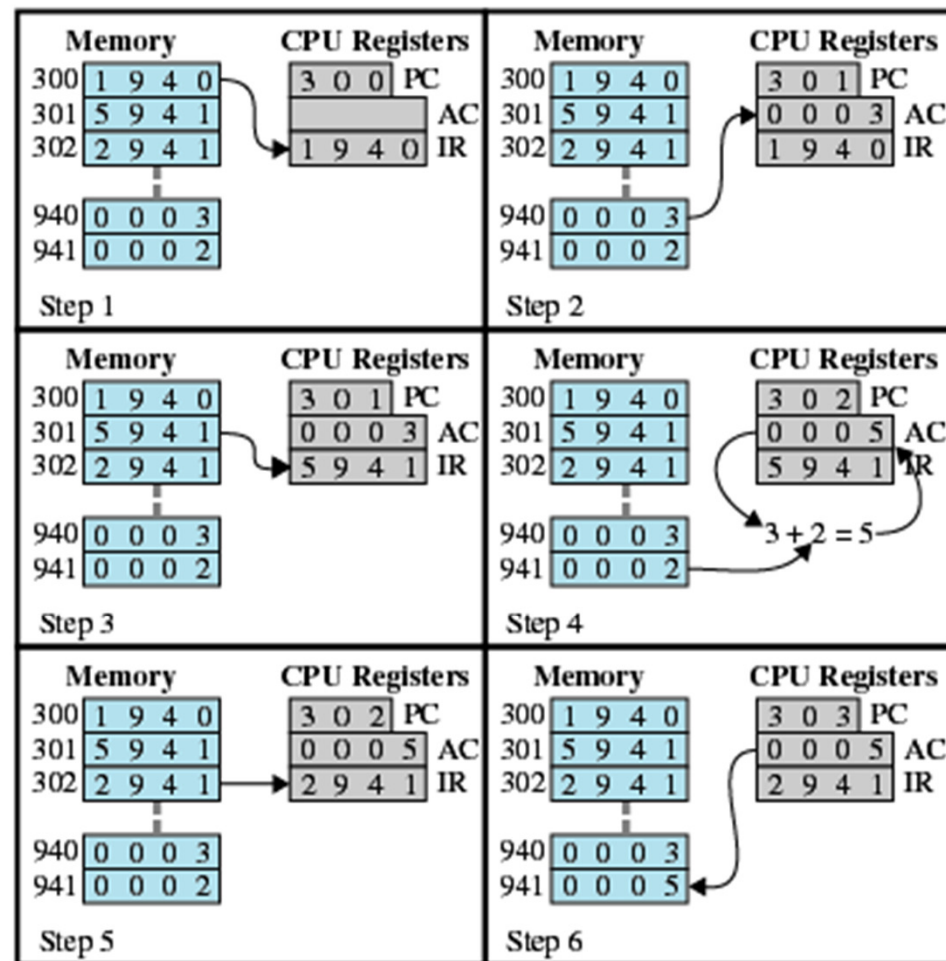 Memory CPU Registers
300 1 9 4 0 3 0 0 PC
301 5 9 4 1 AC
302 2 9 4 1 1 9 4 0 IR
940 0 0 0 3
941 0 0 0 2
Step 1
Memory CPU Registers
300 1 9 4 0 3 0 1 PC
301 5 9 4 1 0 0 0 3 AC
302 2 9 4 1 1 9 4 0 IR
940 0 0 0 3
941 0 0 0 2
Step 2
Memory CPU Registers
300 1 9 4 0 3 0 1 PC
301 5 9 4 1 0 0 0 3 AC
302 2 9 4 1 5 9 4 1 IR
940 0 0 0 3
941 0 0 0 2
Step 3
Memory CPU Registers
300 1 9 4 0 3 0 2 PC
301 5 9 4 1 0 0 0 5 AC
302 2 9 4 1 5 9 4 1 IR
940 0 0 0 3 3 + 2 = 5
941 0 0 0 2
Step 4
Memory CPU Registers
300 1 9 4 0 3 0 2 PC
301 5 9 4 1 0 0 0 5 AC
302 2 9 4 1 2 9 4 1 IR
940 0 0 0 3
941 0 0 0 2
Step 5
Memory CPU Registers
300 1 9 4 0 3 0 3 PC
301 5 9 4 1 0 0 0 5 AC
302 2 9 4 1 2 9 4 1 IR
940 0 0 0 3
941 0 0 0 5
Step 6